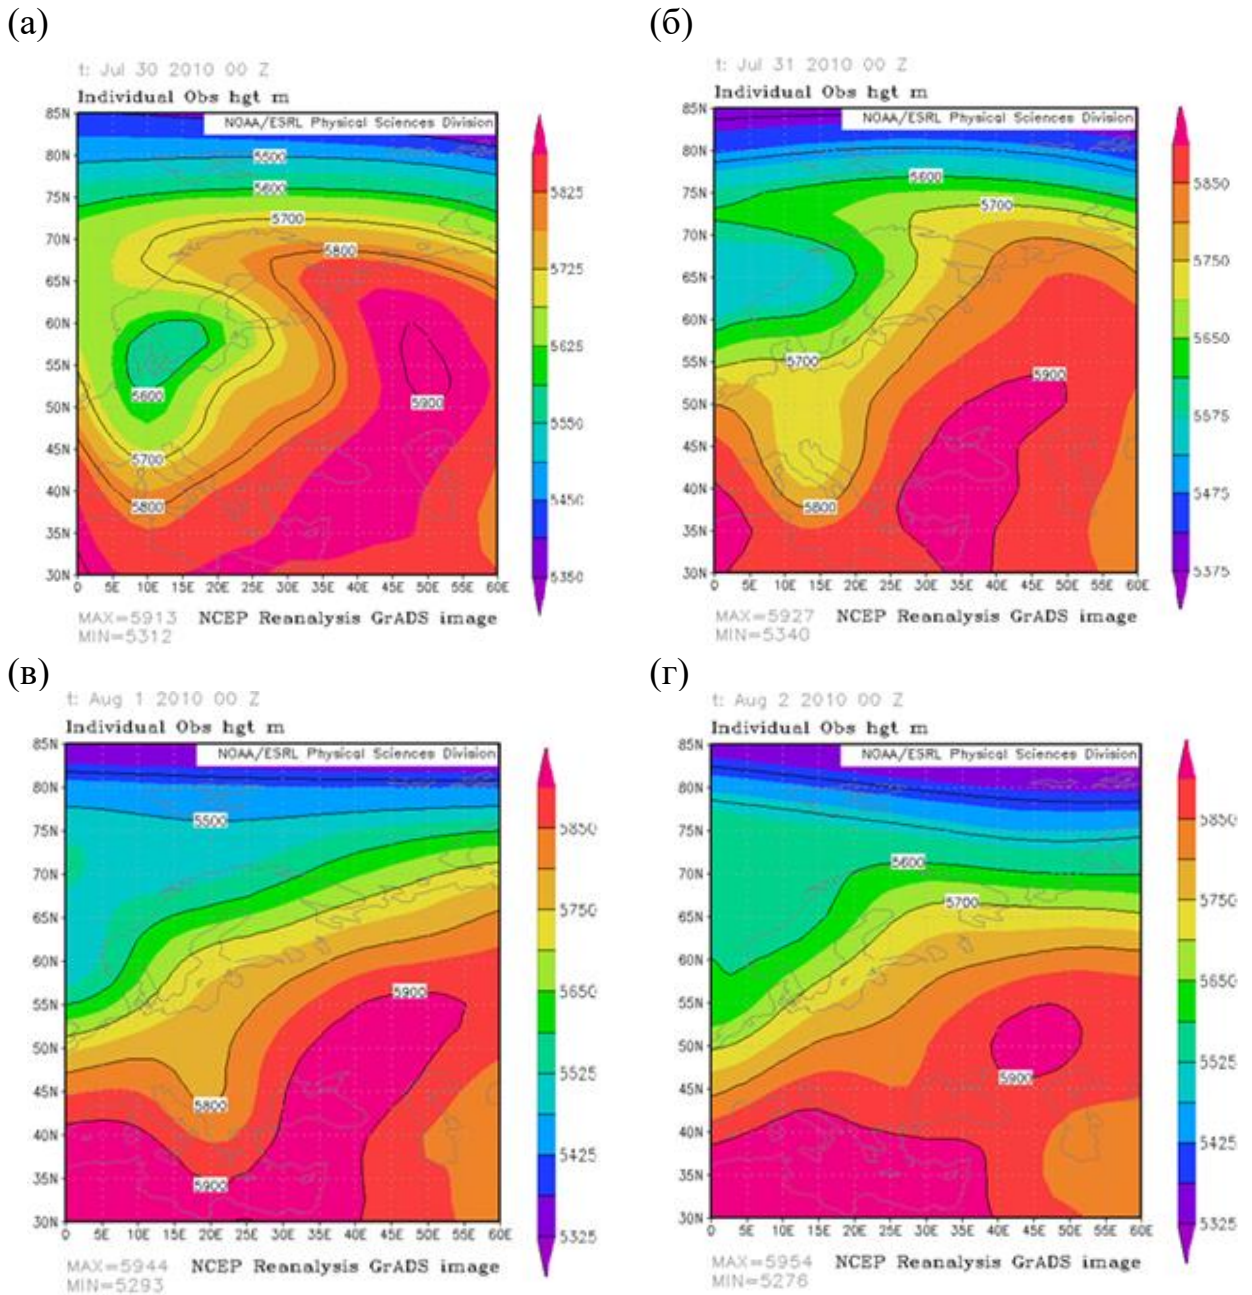 (а)
t: Jul 30 2010 00 Z
Individual Obs hgt m
NOAA/ESRL Physical Sciences Division
85N
80N
75N
70N
65N
60N
55N
50N
45N
40N
35N
30N
5500
5600
5700
5800
5600
5900
5700
5800
0 5E 10E 15E 20E 25E 30E 35E 40E 45E 50E 55E 60E
5825
5725
5625
5550
5450
5350
MAX=5913 NCEP Reanalysis GrADS image
MIN=5312
(б)
t: Jul 31 2010 00 Z
Individual Obs hgt m
NOAA/ESRL Physical Sciences Division
85N
80N
75N
70N
65N
60N
55N
50N
45N
40N
35N
30N
5600
5700
5700
5900
5800
0 5E 10E 15E 20E 25E 30E 35E 40E 45E 50E 55E 60E
5850
5750
5650
5575
5475
5375
MAX=5927 NCEP Reanalysis GrADS image
MIN=5340
(в)
t: Aug 1 2010 00 Z
Individual Obs hgt m
NOAA/ESRL Physical Sciences Division
85N
80N
75N
70N
65N
60N
55N
50N
45N
40N
35N
30N
5500
5900
5800
5900
0 5E 10E 15E 20E 25E 30E 35E 40E 45E 50E 55E 60E
5850
5750
5650
5525
5425
5325
MAX=5944 NCEP Reanalysis GrADS image
MIN=5293
(г)
t: Aug 2 2010 00 Z
Individual Obs hgt m
NOAA/ESRL Physical Sciences Division
85N
80N
75N
70N
65N
60N
55N
50N
45N
40N
35N
30N
5600
5700
5900
0 5E 10E 15E 20E 25E 30E 35E 40E 45E 50E 55E 60E
5850
5750
5650
5525
5425
5325
MAX=5954 NCEP Reanalysis GrADS image
MIN=5276